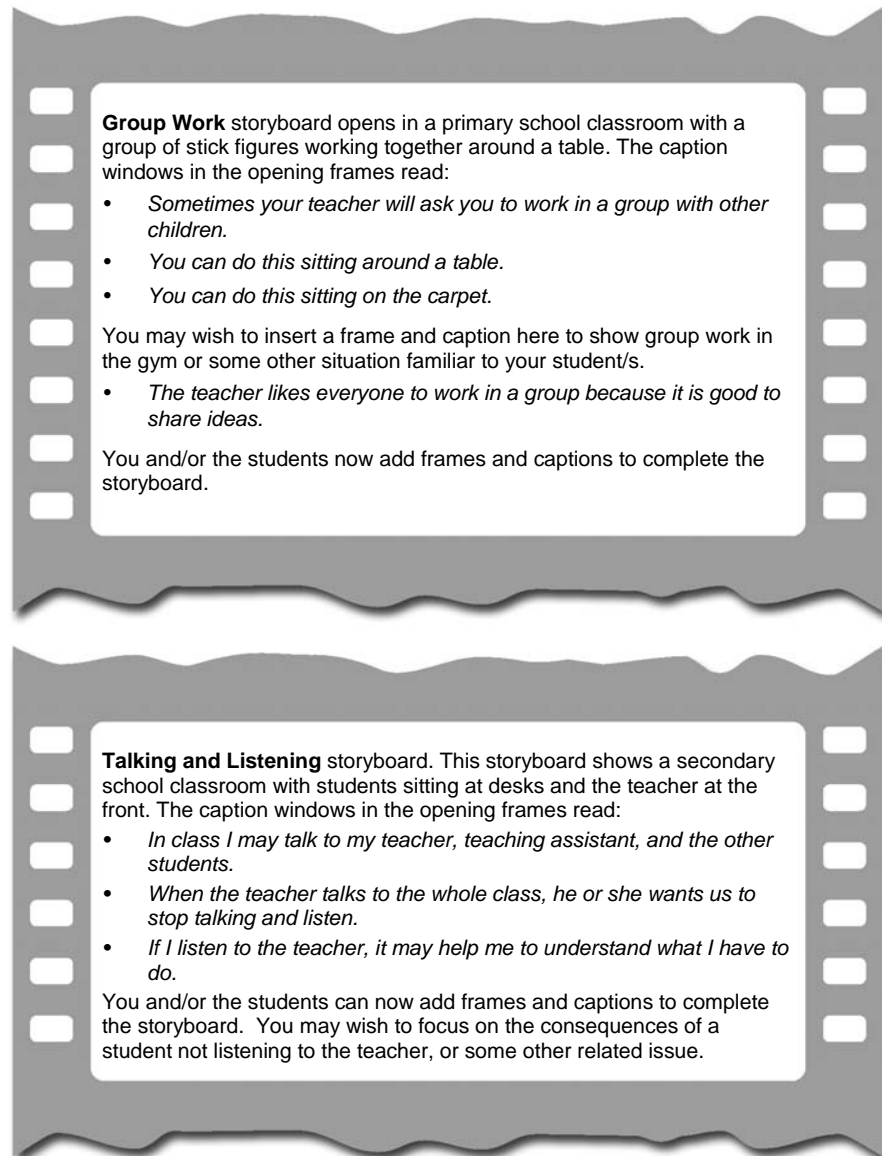 Group Work storyboard opens in a primary school classroom with a
group of stick figures working together around a table. The caption
windows in the opening frames read:
• Sometimes your teacher will ask you to work in a group with other
children.
• You can do this sitting around a table.
• You can do this sitting on the carpet.
You may wish to insert a frame and caption here to show group work in
the gym or some other situation familiar to your student/s.
• The teacher likes everyone to work in a group because it is good to
share ideas.
You and/or the students now add frames and captions to complete the
storyboard.
Talking and Listening storyboard. This storyboard shows a secondary
school classroom with students sitting at desks and the teacher at the
front. The caption windows in the opening frames read:
• In class I may talk to my teacher, teaching assistant, and the other
students.
• When the teacher talks to the whole class, he or she wants us to
stop talking and listen.
• If I listen to the teacher, it may help me to understand what I have to
do.
You and/or the students can now add frames and captions to complete
the storyboard. You may wish to focus on the consequences of a
student not listening to the teacher, or some other related issue.